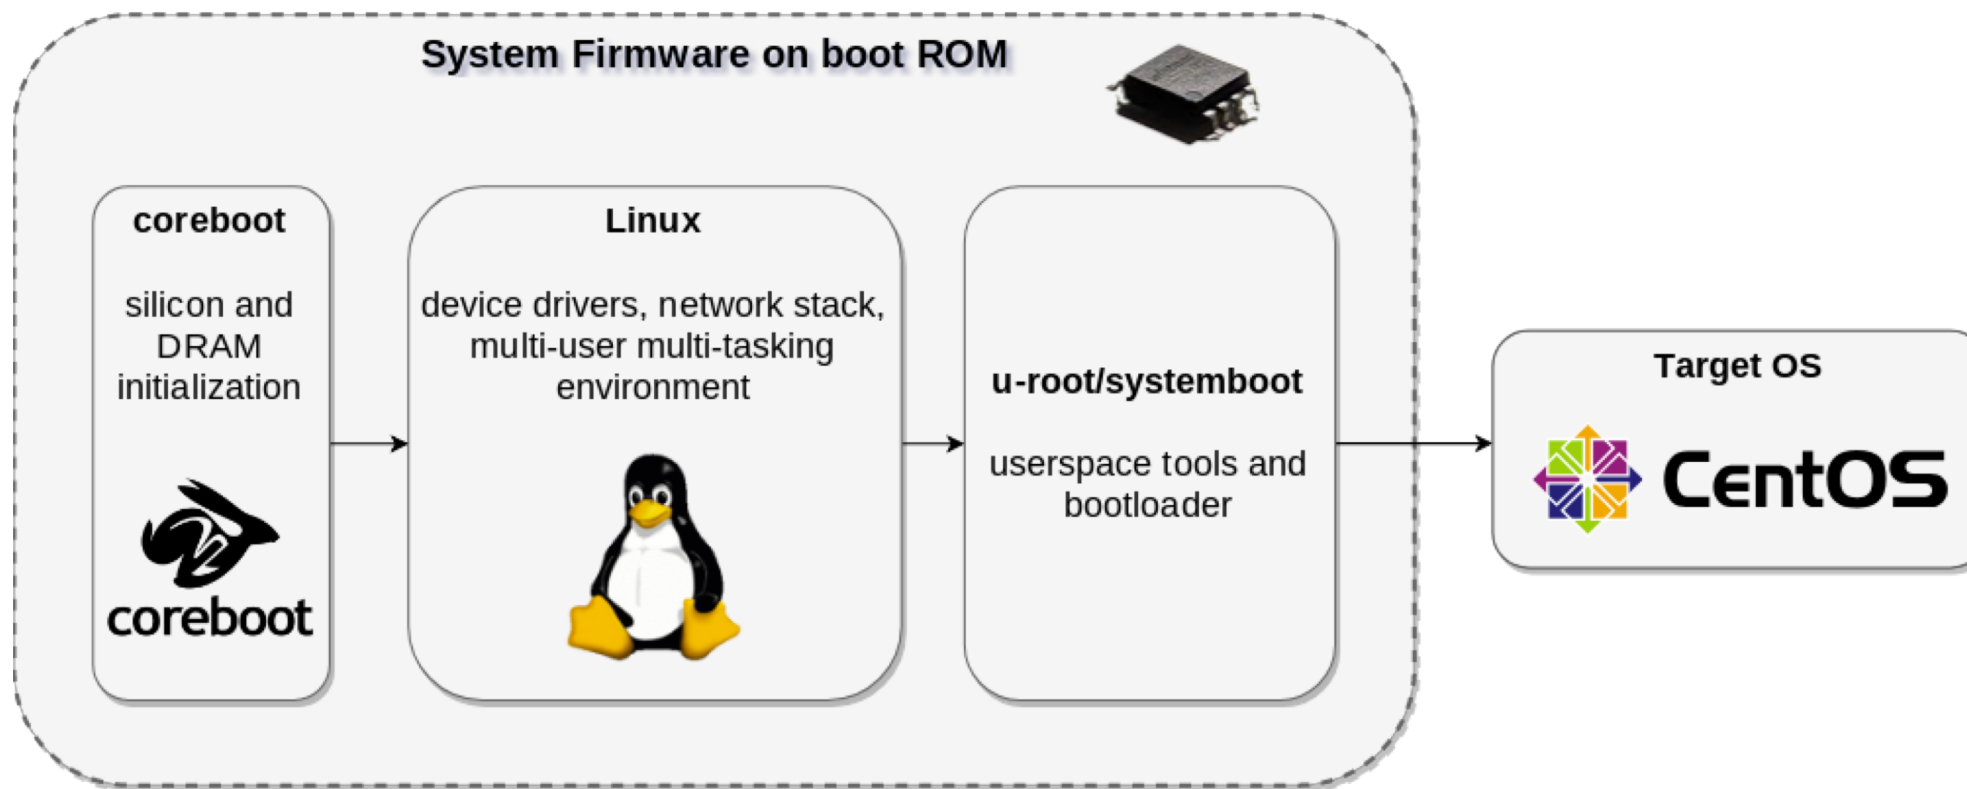 System Firmware on boot ROM
coreboot
silicon and
DRAM
initialization
coreboot
Linux
device drivers, network stack,
multi-user multi-tasking
environment
u-root/systemboot
userspace tools and
bootloader
Target OS
CentOS